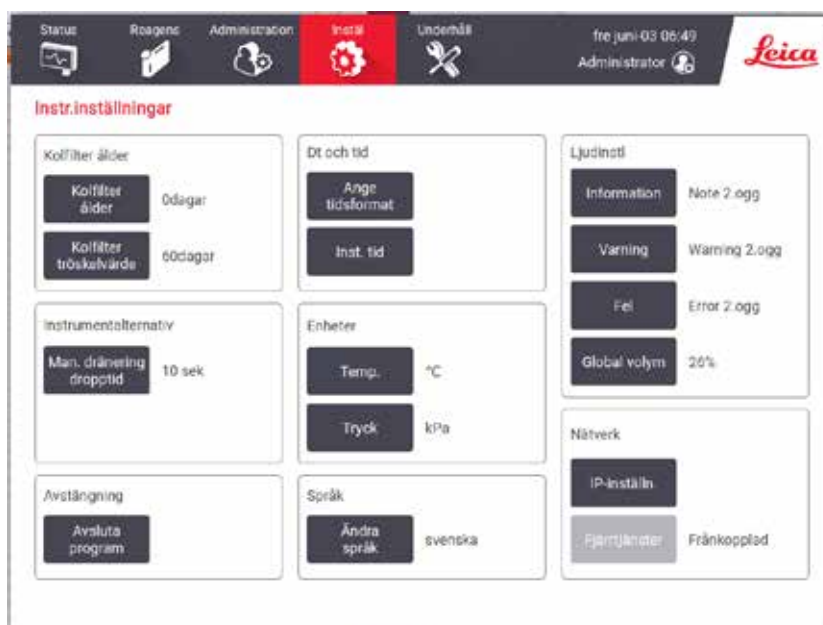 Status Reagens Administration Instäl Underhåll
fre juni-03 06:49
Administrator
Leica
Instr.inställningar
Kolfilter ålder
Kolfilter
ålder
0dagar
Kolfilter
tröskelvärde
60dagar
Dt och tid
Ange
tidsformat
Inst. tid
Ljudinstl
Information
Note 2.ogg
Varning
Warning 2.ogg
Fel
Error 2.ogg
Global volym
26%
Instrumentalternativ
Man. dränering
dropptid
10 sek
Enheter
Temp.
°C
Tryck
kPa
Nätverk
IP-inställn
Fjärrtjänster
Frånkopplad
Avstängning
Avsluta
program
Språk
Ändra
språk
svenska